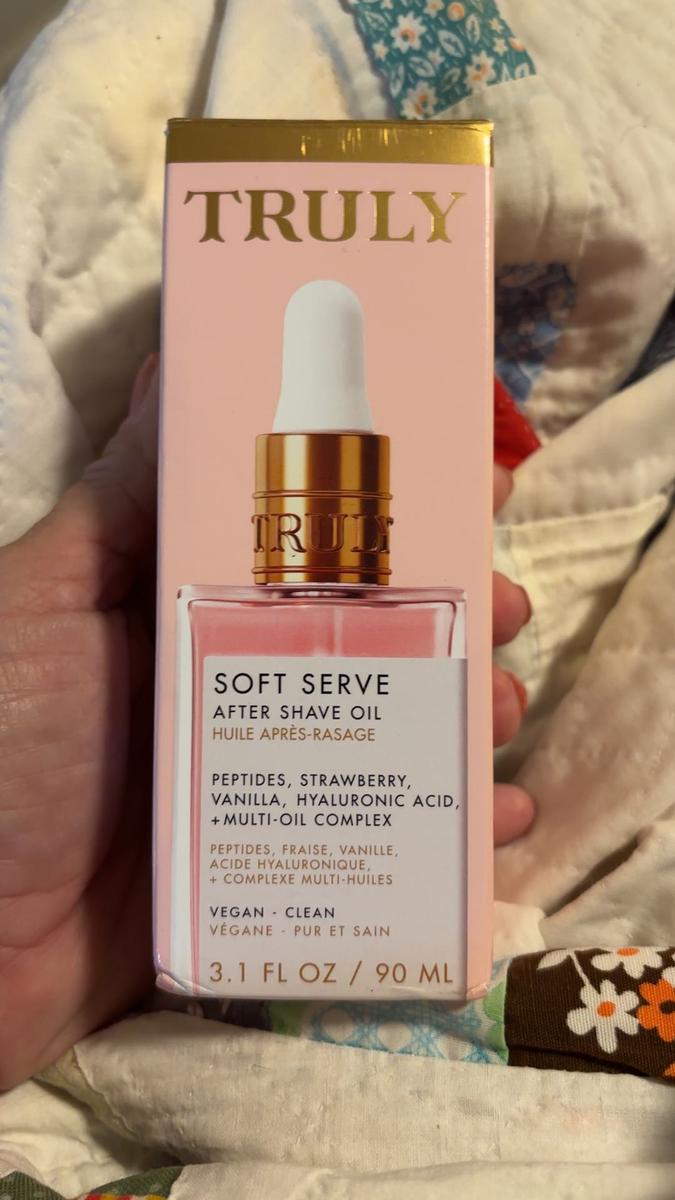 TRULY
TRULY
SOFT SERVE
AFTER SHAVE OIL
HUILE APRÈS-RASAGE
PEPTIDES, STRAWBERRY,
VANILLA, HYALURONIC ACID,
+MULTI-OIL COMPLEX
PEPTIDES, FRAISE, VANILLE,
ACIDE HYALURONIQUE,
+ COMPLEXE MULTI-HUILES
VEGAN - CLEAN
VÉGANE - PUR ET SAIN
3.1 FL OZ / 90 ML